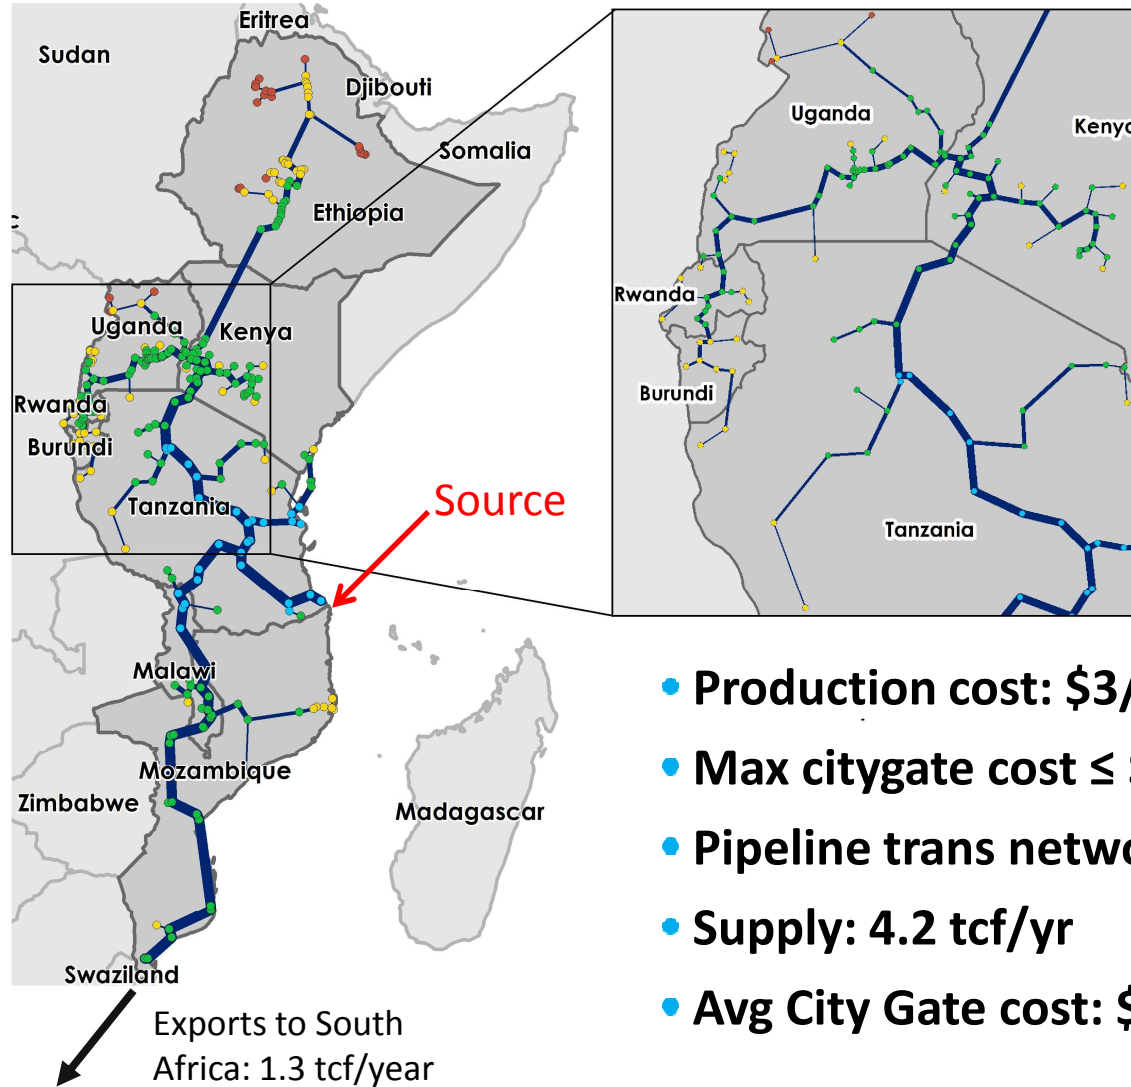 Eritrea
Sudan
Djibouti
Somalia
c
Ethiopia
Uganda
Kenya
Rwanda
Burundi
Tanzania
Source
Malawi
Mozambique
Zimbabwe
Madagascar
Swaziland
Exports to South
Africa: 1.3 tcf/year
Uganda
Kenya
Rwanda
Burundi
Tanzania
• Production cost: $3/
• Max citygate cost ≤
• Pipeline trans netwo
• Supply: 4.2 tcf/yr
• Avg City Gate cost: $